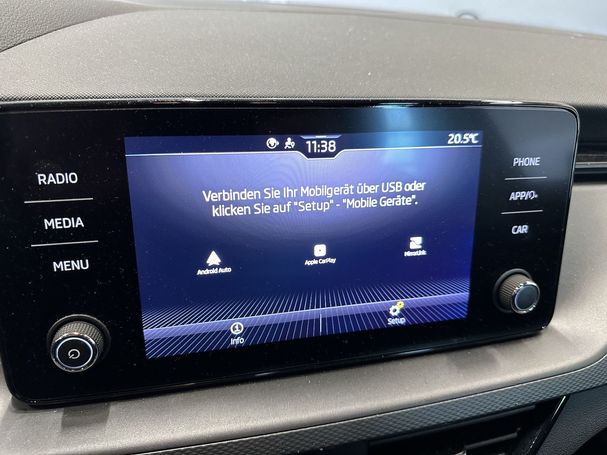 11:38
20.5°C
RADIO
MEDIA
MENU
Verbinden Sie Ihr Mobilgerät über USB oder
klicken Sie auf "Setup" - "Mobile Geräte".
Android Auto
Apple CarPlay
MirrorLink
Info
Setup
PHONE
APP/
CAR